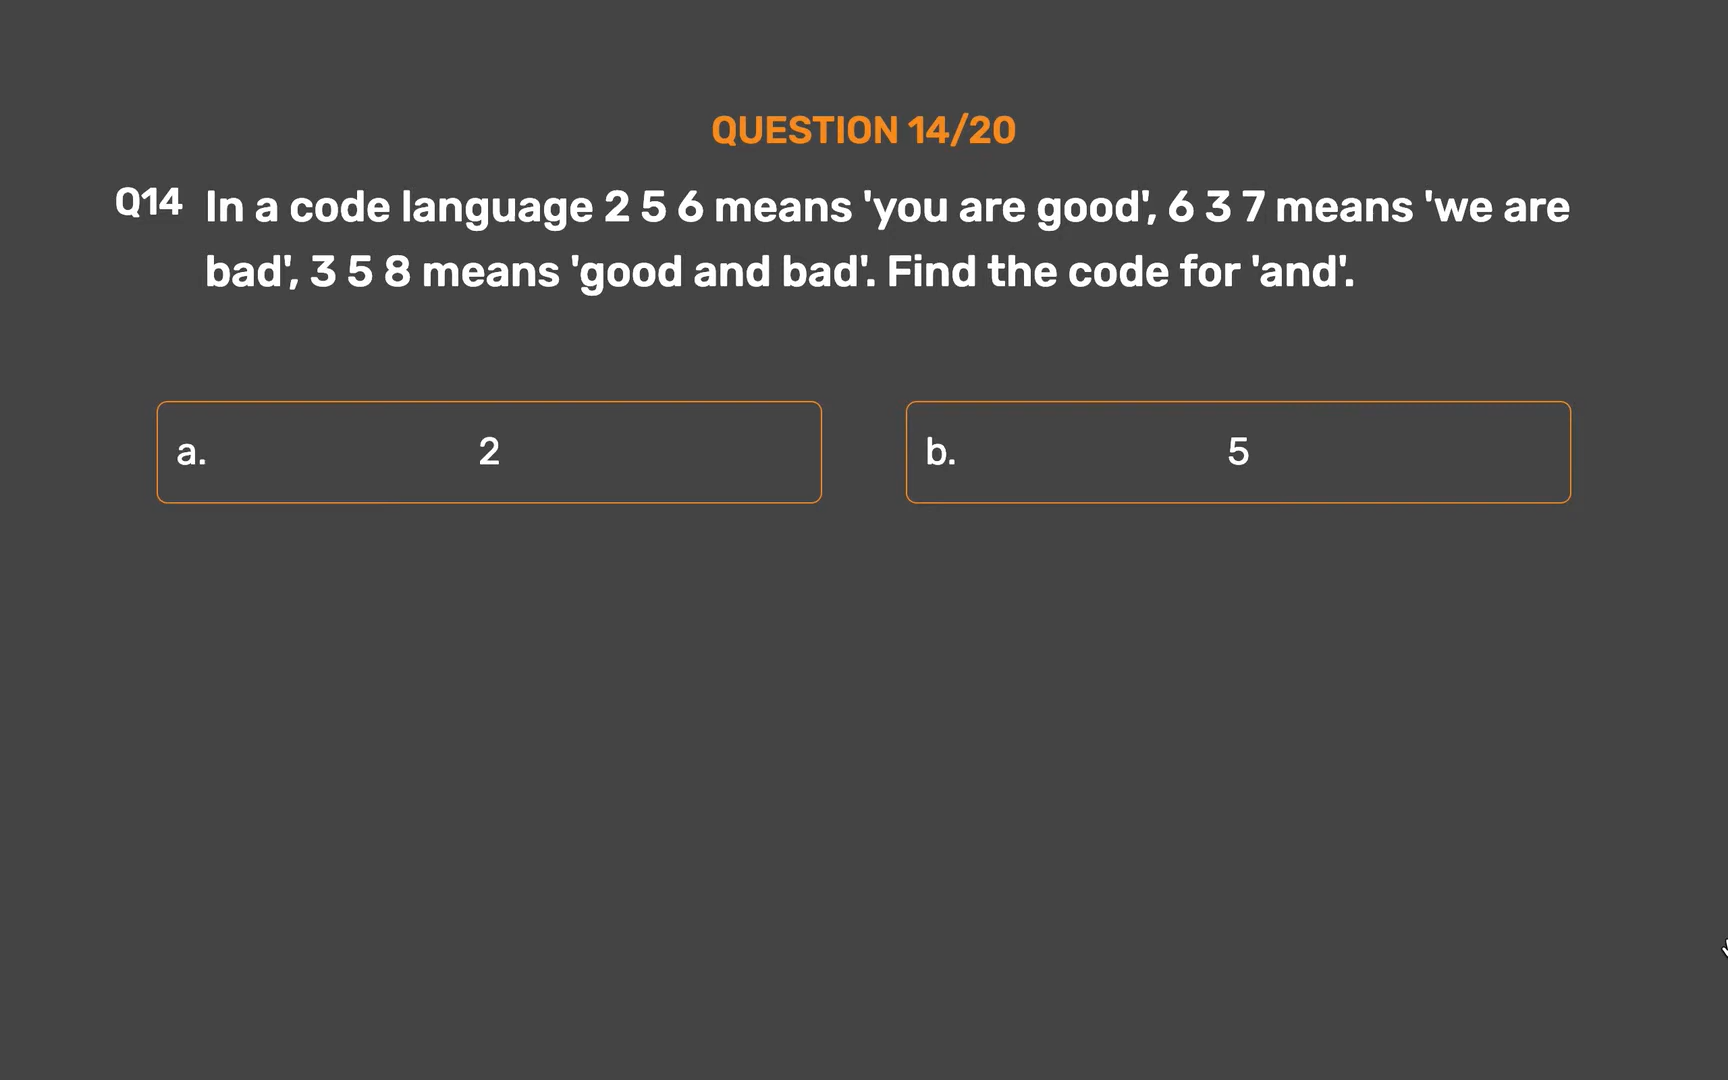 QUESTION 14/20
Q14 In a code language 2 5 6 means 'you are good', 6 3 7 means 'we are
bad', 3 5 8 means 'good and bad'. Find the code for 'and'.
a. 2
b. 5